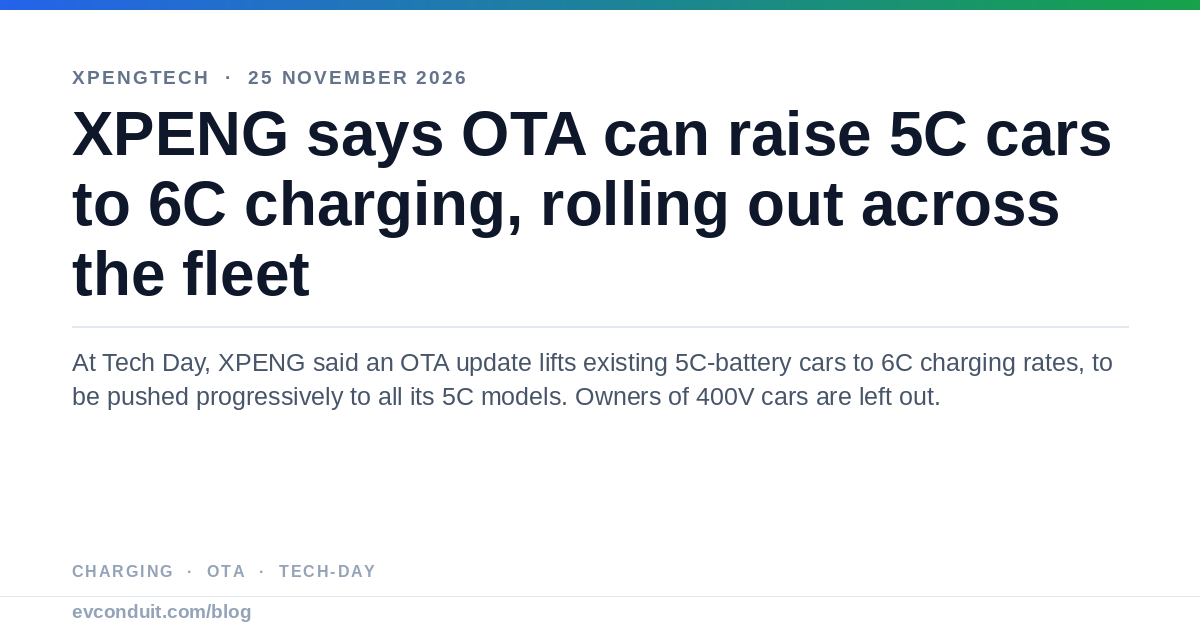 XPENGTECH · 25 NOVEMBER 2026
XPENG says OTA can raise 5C cars
to 6C charging, rolling out across
the fleet
At Tech Day, XPENG said an OTA update lifts existing 5C-battery cars to 6C charging rates, to
be pushed progressively to all its 5C models. Owners of 400V cars are left out.
CHARGING · OTA · TECH-DAY
evconduit.com/blog